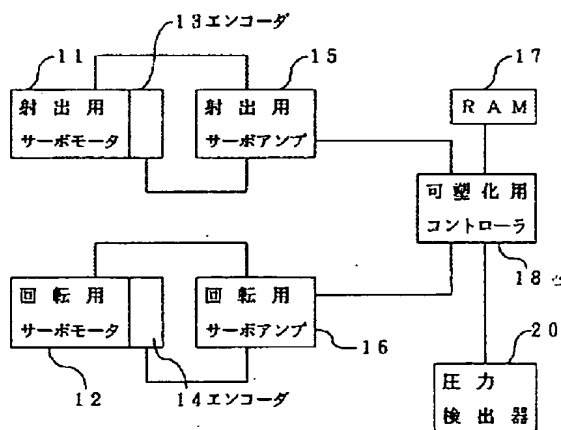 13エンコーダ
11
15
17
射出用
サーボモータ
射出用
サーボアンプ
RAM
可塑化用
コントローラ
18
回転用
サーボモータ
回転用
サーボアンプ
20
12
14エンコーダ
16
圧力
検出器